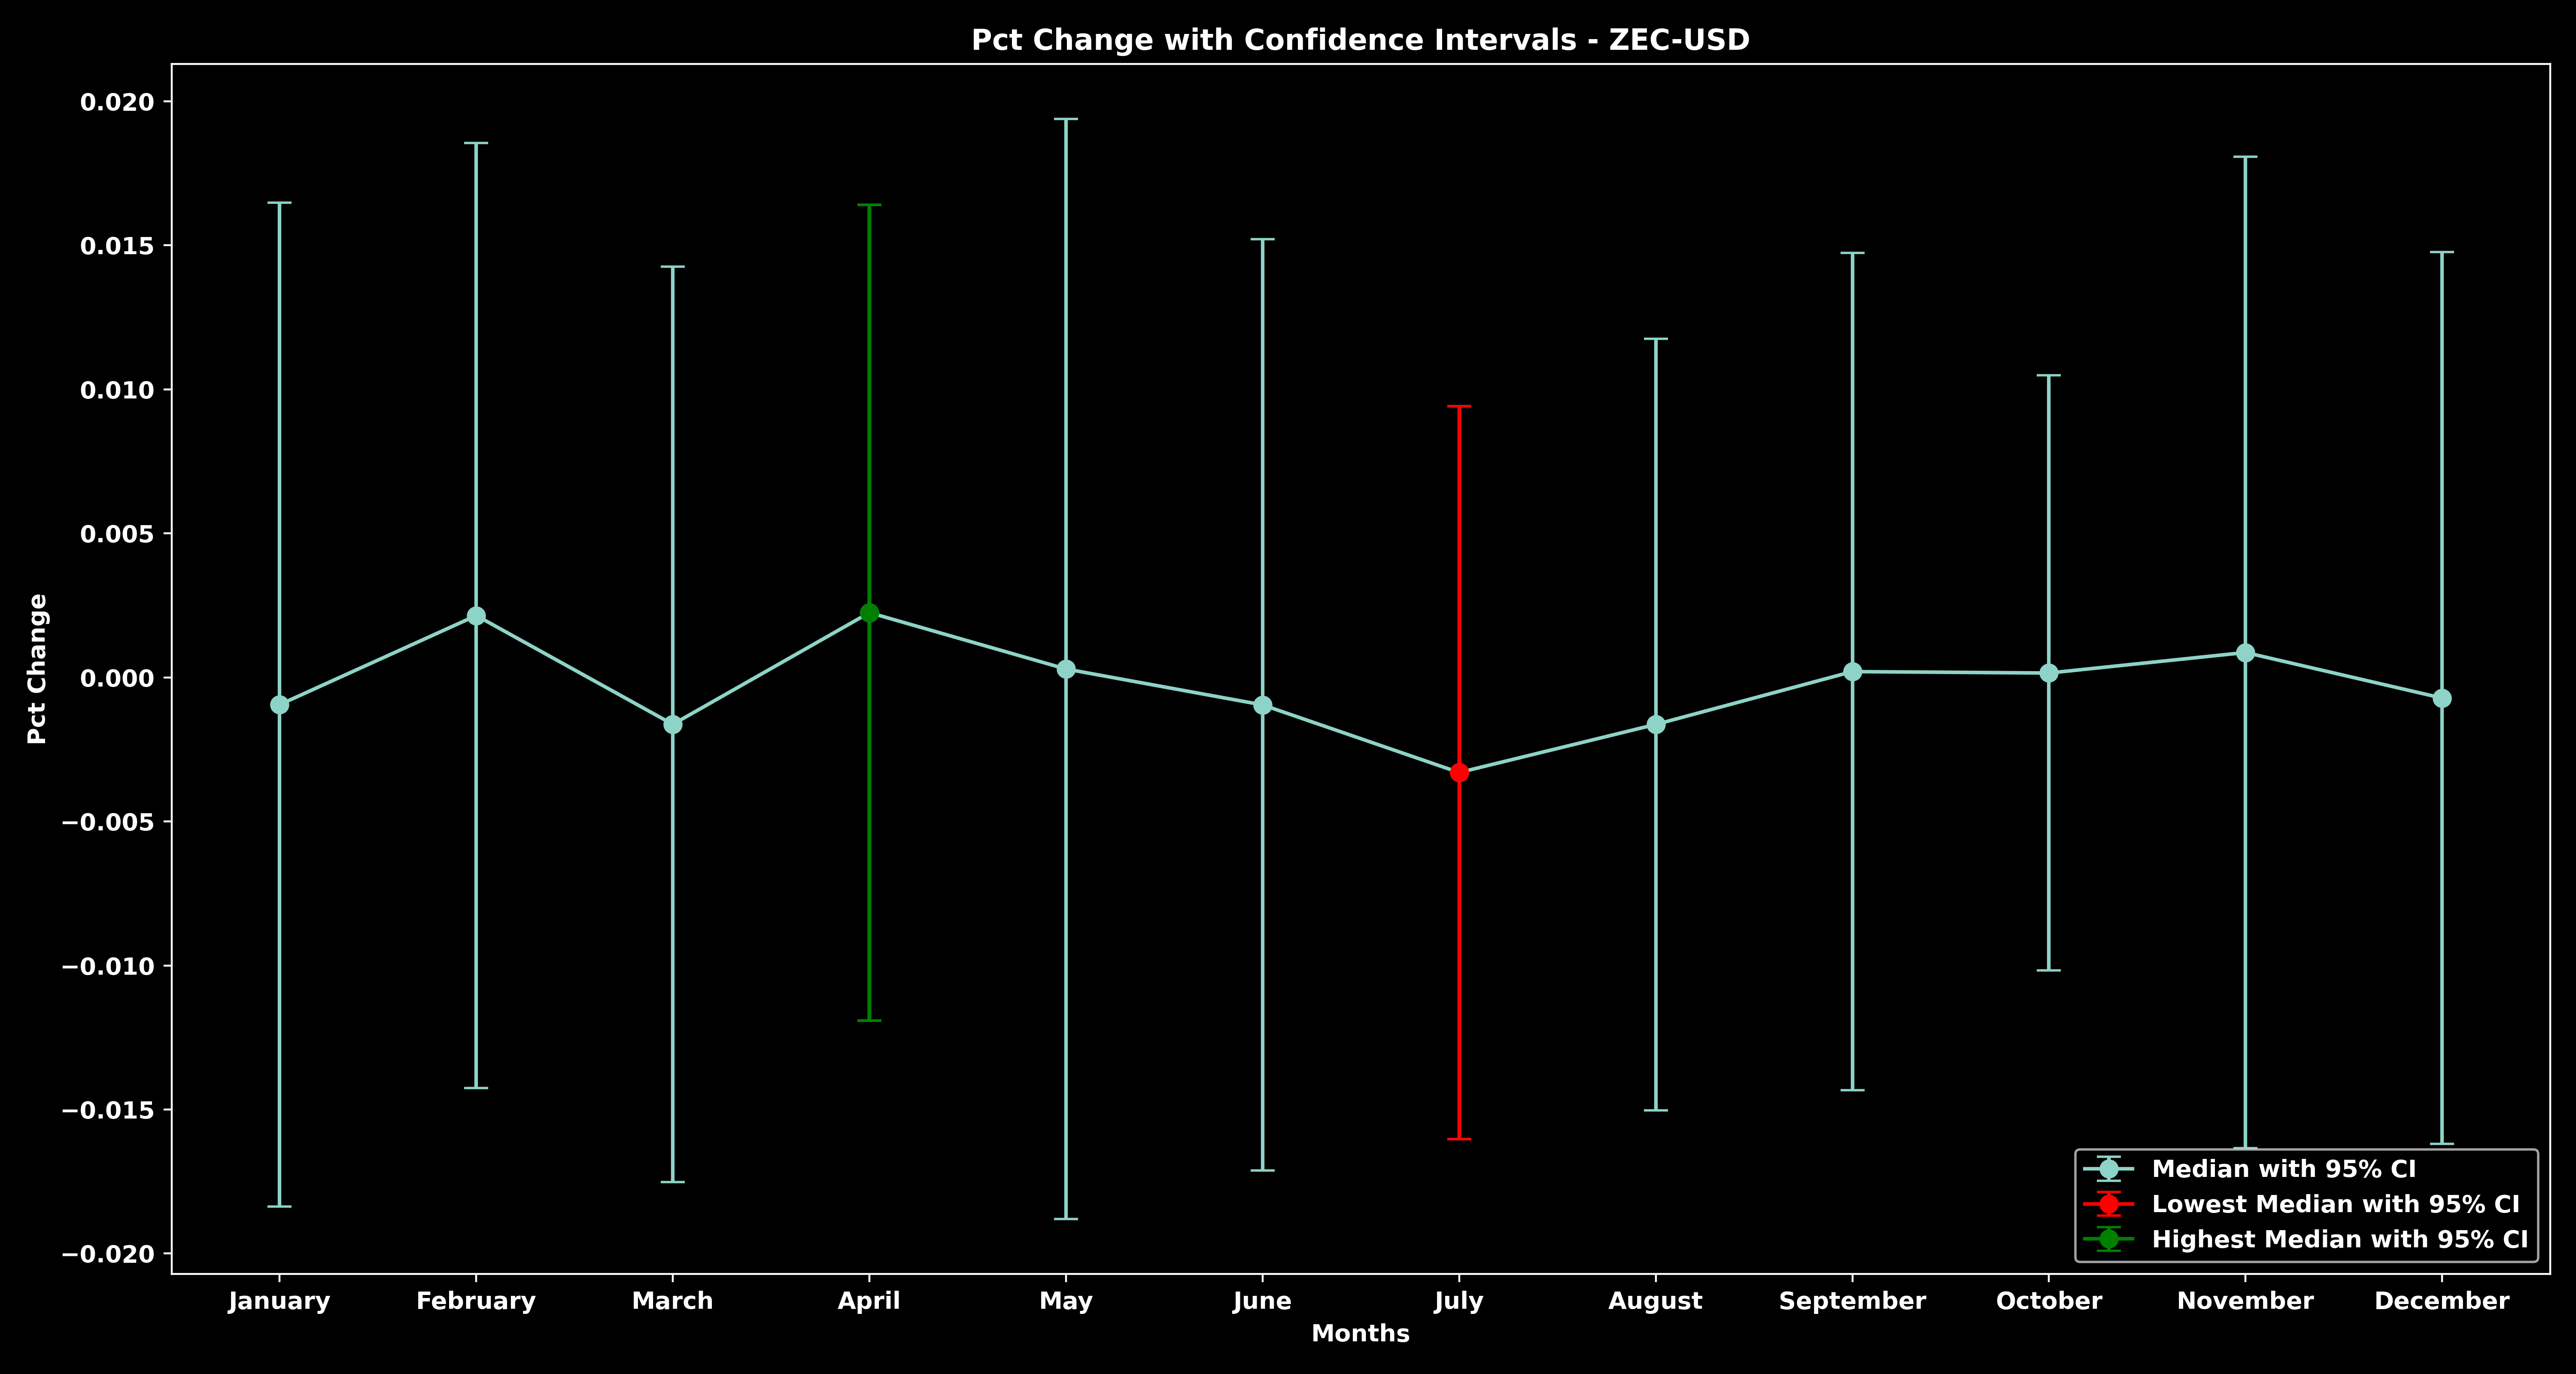 Pct Change with Confidence Intervals - ZEC-USD
0.020
0.015
0.010
0.005
0.000
−0.005
−0.010
−0.015
−0.020
Pct Change
January February March April May June July August September October November December
Months
Median with 95% CI
Lowest Median with 95% CI
Highest Median with 95% CI